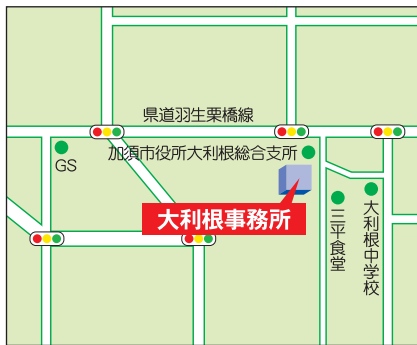 県道羽生栗橋線
GS
加須市役所大利根総合支所
大利根事務所
三平食堂
大利根中学校